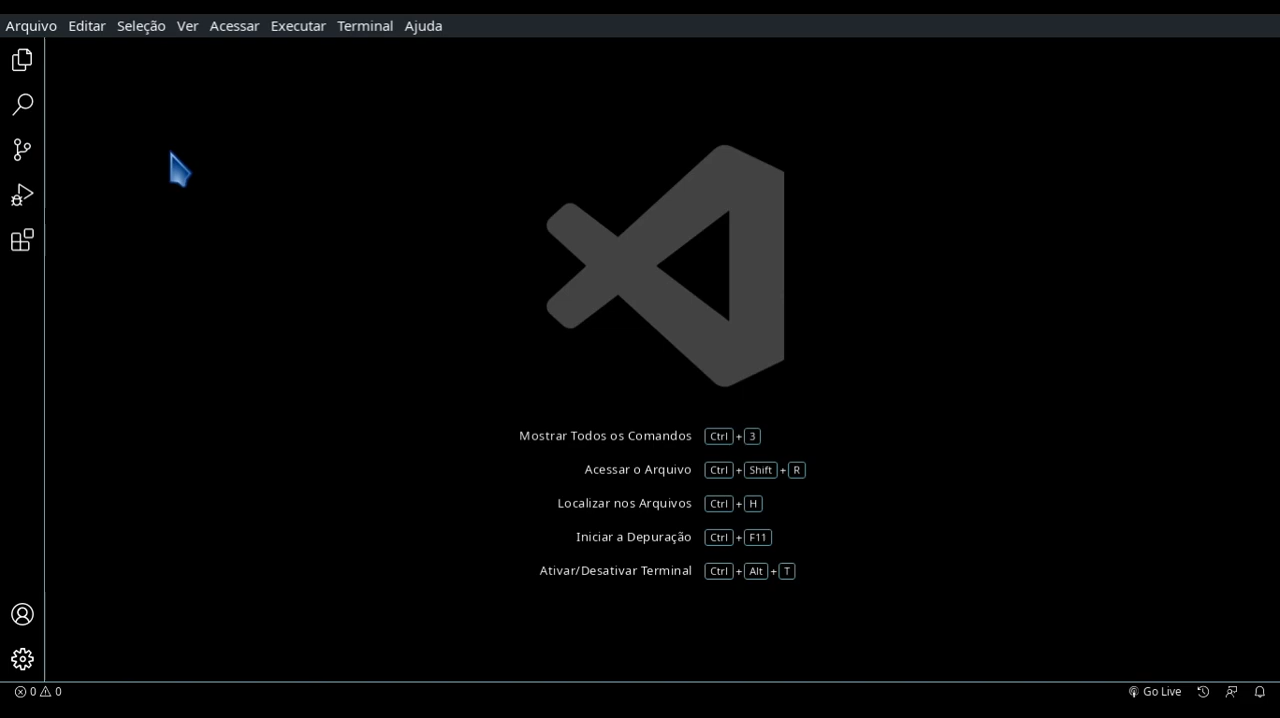 Arquivo Editar Seleção Ver Acessar Executar Terminal Ajuda
Mostrar Todos os Comandos Ctrl + 3
Acessar o Arquivo Ctrl + Shift + R
Localizar nos Arquivos Ctrl + H
Iniciar a Depuração Ctrl + F11
Ativar/Desativar Terminal Ctrl + Alt + T
0 0 Go Live